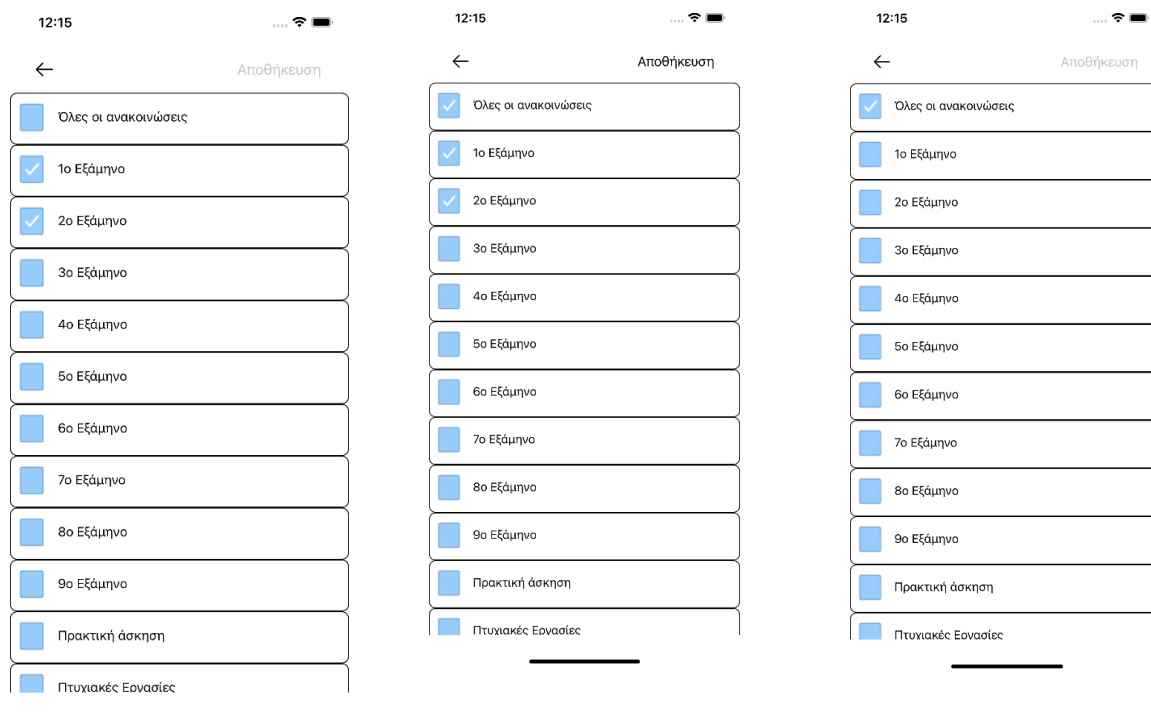 12:15
Αποθήκευση
Όλες οι ανακοινώσεις
1ο Εξάμηνο
2ο Εξάμηνο
3ο Εξάμηνο
4ο Εξάμηνο
5ο Εξάμηνο
6ο Εξάμηνο
7ο Εξάμηνο
8ο Εξάμηνο
9ο Εξάμηνο
Πρακτική άσκηση
Πτυχιακές Εργασίες
12:15
Αποθήκευση
Όλες οι ανακοινώσεις
1ο Εξάμηνο
2ο Εξάμηνο
3ο Εξάμηνο
4ο Εξάμηνο
5ο Εξάμηνο
6ο Εξάμηνο
7ο Εξάμηνο
8ο Εξάμηνο
9ο Εξάμηνο
Πρακτική άσκηση
Πτυχιακές Εργασίες
12:15
Αποθήκευση
Όλες οι ανακοινώσεις
1ο Εξάμηνο
2ο Εξάμηνο
3ο Εξάμηνο
4ο Εξάμηνο
5ο Εξάμηνο
6ο Εξάμηνο
7ο Εξάμηνο
8ο Εξάμηνο
9ο Εξάμηνο
Πρακτική άσκηση
Πτυχιακές Εργασίες